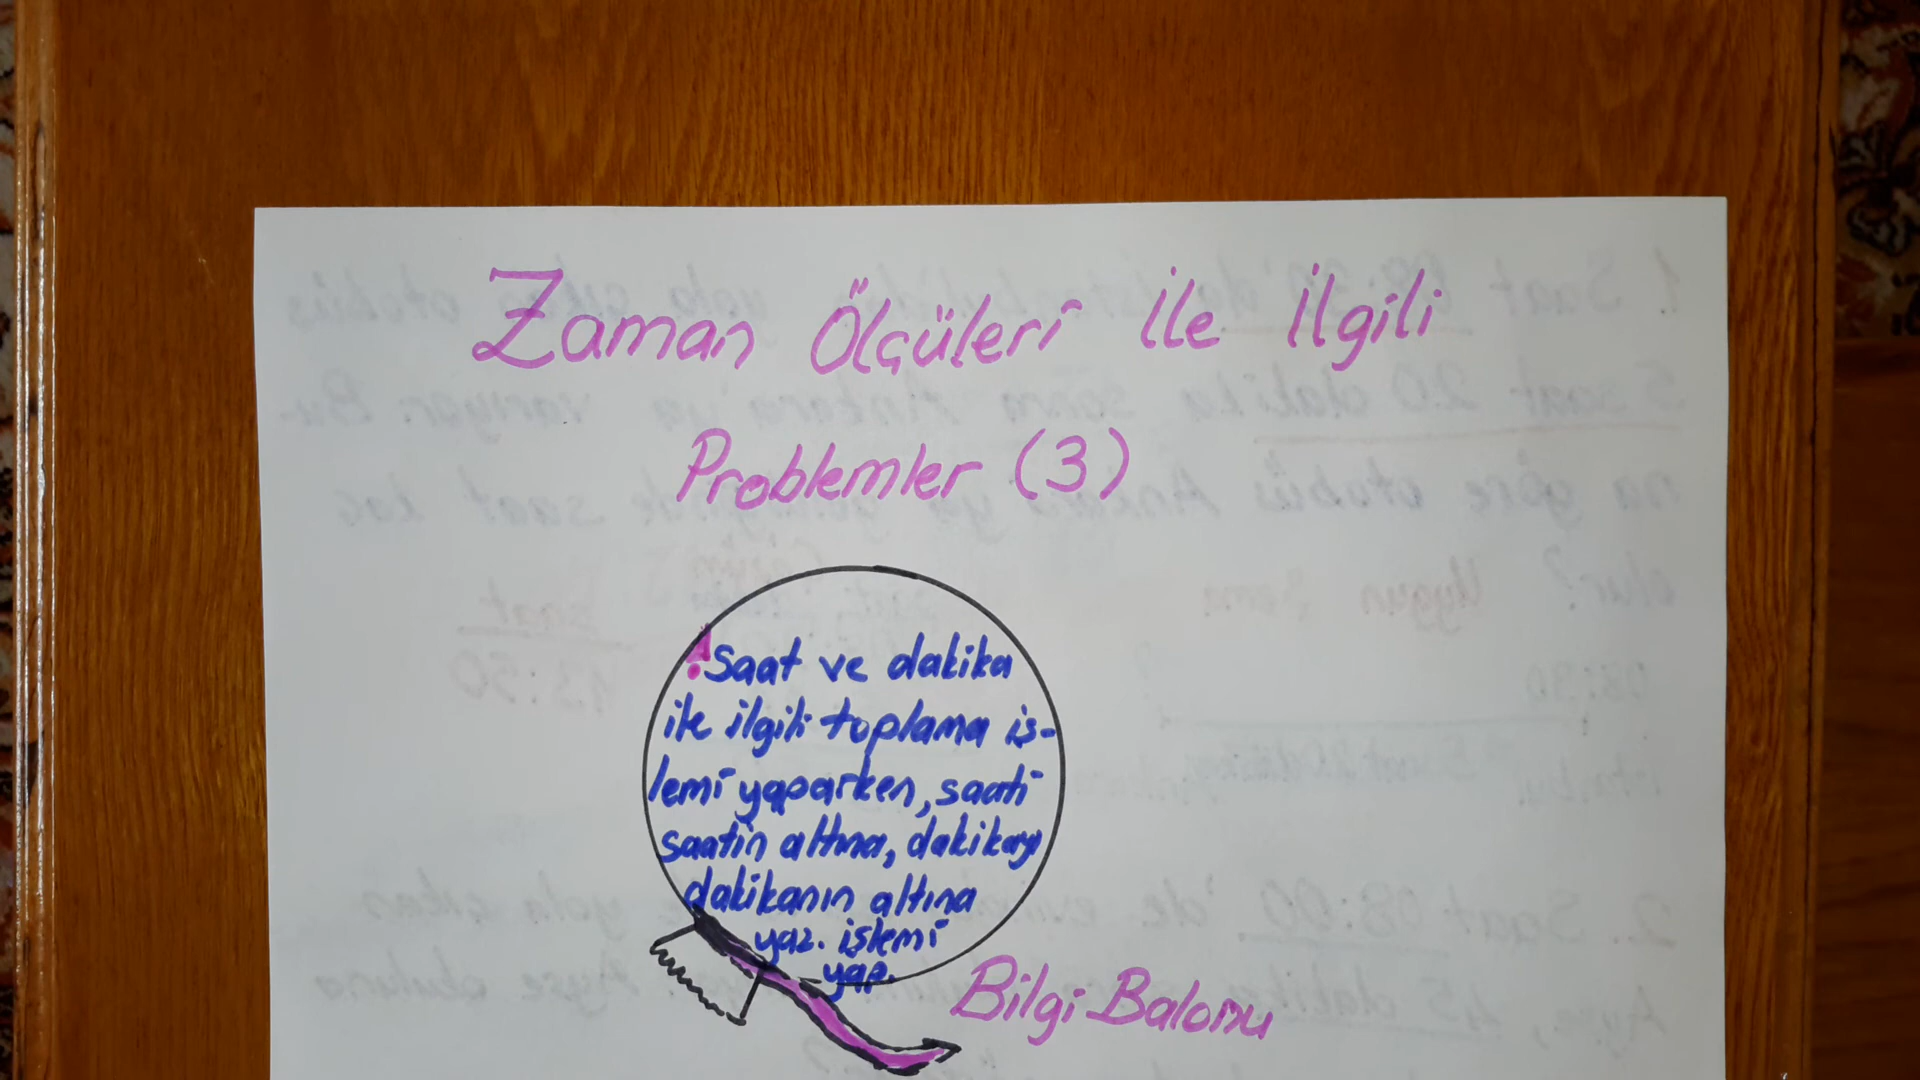 Zaman Ölçüleri İle İlgili
Problemler (3)
! Saat ve dakika
ile ilgili toplama iş-
lemi yaparken, saati
saatin altına, dakikayı
dakikanın altına
yaz. işlemi
yap.
Bilgi Balonu